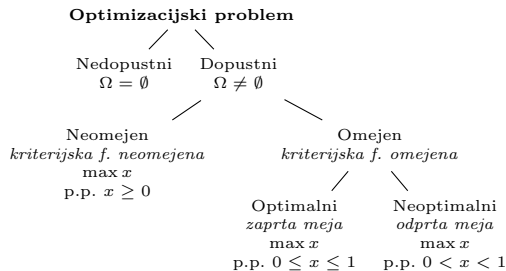 Optimizacijski problem
Nedopustni
Ω = ∅
Dopustni
Ω ≠ ∅
Neomejen
kriterijska f. neomejena
max x
p.p. x ≥ 0
Omejen
kriterijska f. omejena
Optimalni
zaprta meja
max x
p.p. 0 ≤ x ≤ 1
Neoptimalni
odprta meja
max x
p.p. 0 < x < 1